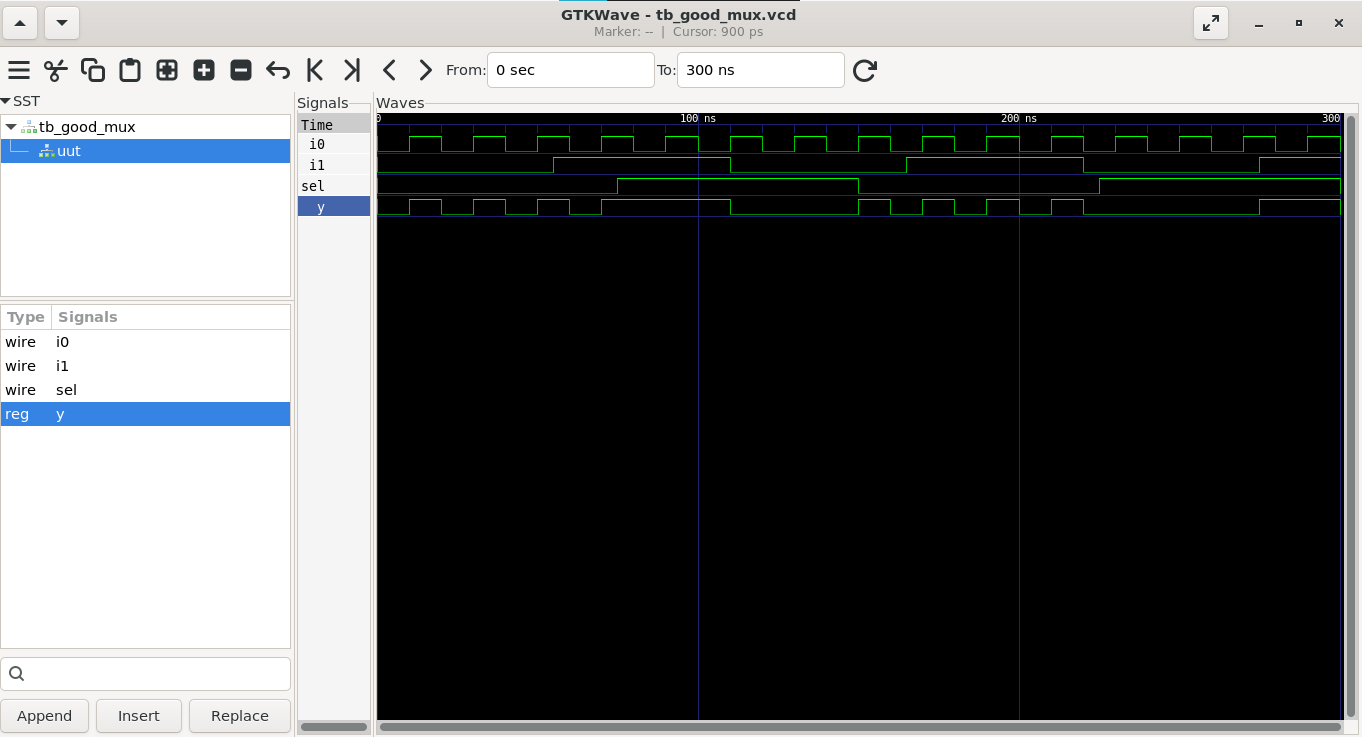 GTKWave - tb_good_mux.vcd
Marker: -- | Cursor: 900 ps
From: 0 sec To: 300 ns
SST
tb_good_mux
uut
Type Signals
wire i0
wire i1
wire sel
reg y
Append Insert Replace
Signals
Time
i0
i1
sel
y
Waves
0 100 ns 200 ns 300